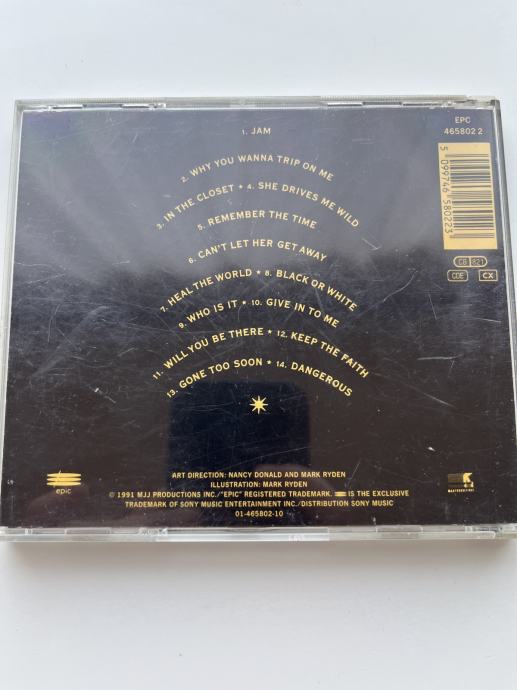 1. JAM
2. WHY YOU WANNA TRIP ON ME
3. IN THE CLOSET ★ 4. SHE DRIVES ME WILD
5. REMEMBER THE TIME
6. CAN'T LET HER GET AWAY
7. HEAL THE WORLD ★ 8. BLACK OR WHITE
9. WHO IS IT ★ 10. GIVE IN TO ME
11. WILL YOU BE THERE ★ 12. KEEP THE FAITH
13. GONE TOO SOON ★ 14. DANGEROUS
EPC
465802 2
5 099746 580223
CB 821
CDE CX
epic
ART DIRECTION: NANCY DONALD AND MARK RYDEN
ILLUSTRATION: MARK RYDEN
© 1991 MJJ PRODUCTIONS INC./"EPIC" REGISTERED TRADEMARK. IS THE EXCLUSIVE
TRADEMARK OF SONY MUSIC ENTERTAINMENT INC./DISTRIBUTION SONY MUSIC
01-465802-10